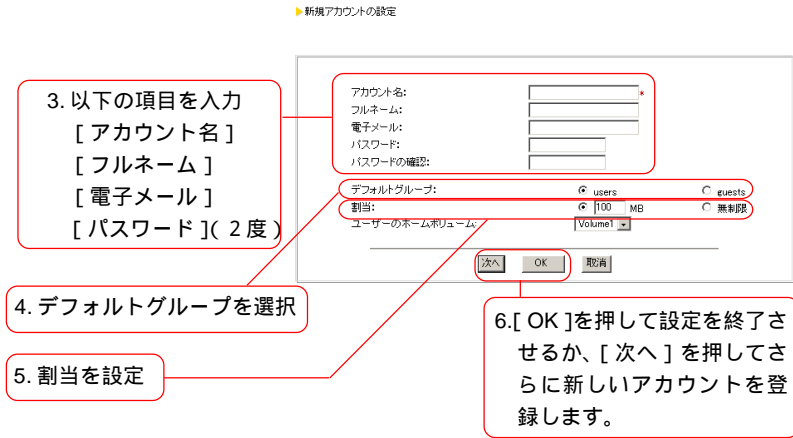 ▶新規アカウントの設定
3. 以下の項目を入力
[ アカウント名 ]
[ フルネーム ]
[ 電子メール ]
[ パスワード ]( 2度 )
アカウント名: *
フルネーム:
電子メール:
パスワード:
パスワードの確認:
デフォルトグループ: users guests
割当: 100 MB 無制限
ユーザーのホームボリューム: Volume1
次へ OK 取消
4. デフォルトグループを選択
5. 割当を設定
6.[ OK ]を押して設定を終了さ
せるか、[ 次へ ] を押してさ
らに新しいアカウントを登
録します。